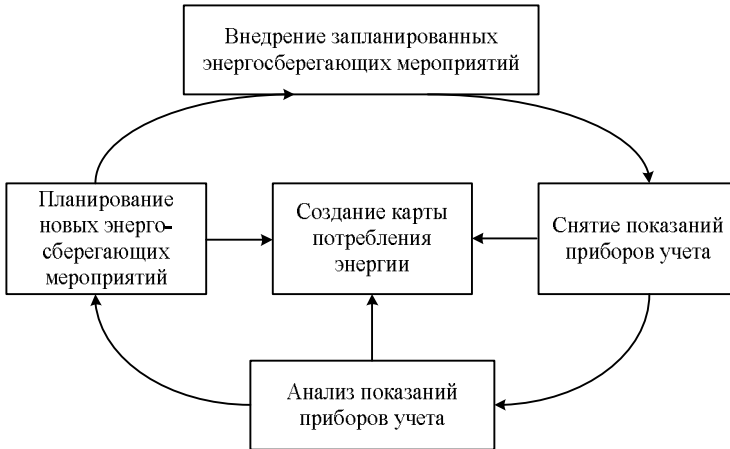 Внедрение запланированных
энергосберегающих мероприятий
Планирование
новых энерго-
сберегающих
мероприятий
Создание карты
потребления
энергии
Снятие показаний
приборов учета
Анализ показаний
приборов учета